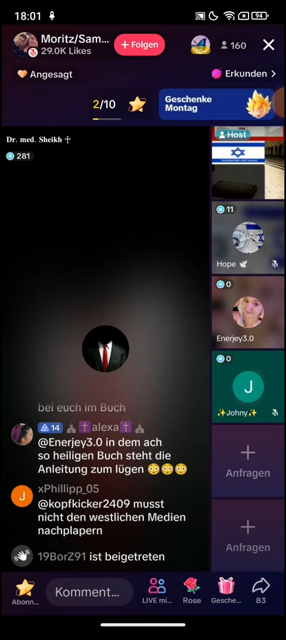 18:01
94
Moritz/Sam...
29.0K Likes
+ Folgen
160
Angesagt
Erkunden >
2/10
Geschenke
Montag
Dr. med. Sheikh ☥
281
Host
11
Hope 🕊
0
Enerjey3.0
0
J
✨Johny✨
Anfragen
Anfragen
bei euch im Buch
14 ⛪✝️alexa✝️⛪
@Enerjey3.0 in dem ach
so heiligen Buch steht die
Anleitung zum lügen 😳😳😳
J
xPhillipp_05
@kopfkicker2409 musst
nicht den westlichen Medien
nachplapern
19BorZ91 ist beigetreten
Abonn...
Komment...
LIVE mi...
Rose
Gesche...
83